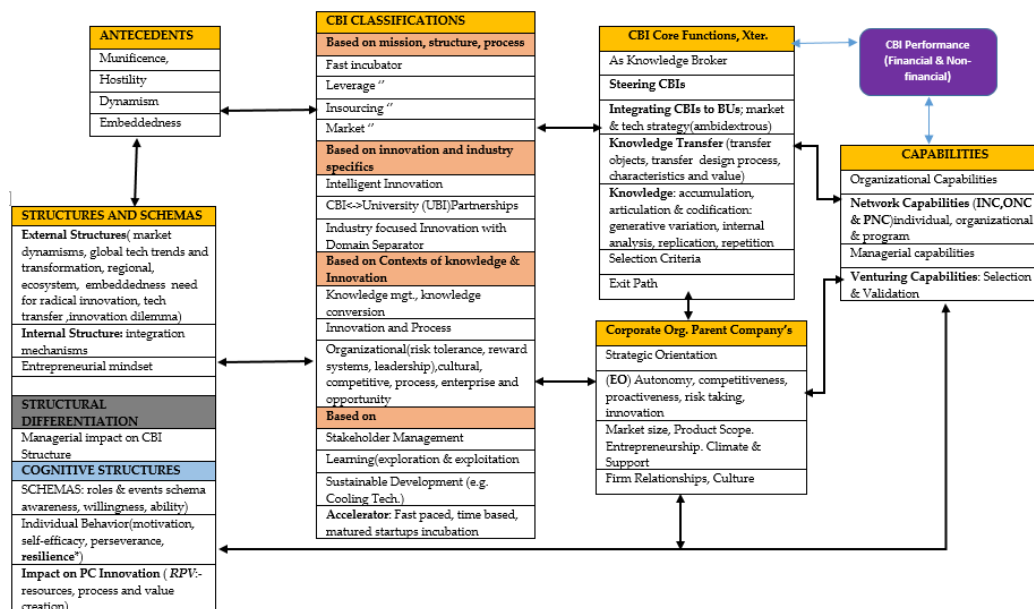 ANTECEDENTS
Munificence,
Hostility
Dynamism
Embeddedness
STRUCTURES AND SCHEMAS
External Structures( market
dynamisms, global tech trends and
transformation, regional,
ecosystem, embeddedness need
for radical innovation, tech
transfer ,innovation dilemma)
Internal Structure: integration
mechanisms
Entrepreneurial mindset
STRUCTURAL
DIFFERENTIATION
Managerial impact on CBI
Structure
COGNITIVE STRUCTURES
SCHEMAS: roles & events schema
awareness, willingness, ability)
Individual Behavior(motivation,
self-efficacy, perseverance,
resilience*)
Impact on PC Innovation ( RPV:-
resources, process and value
creation)
CBI CLASSIFICATIONS
Based on mission, structure, process
Fast incubator
Leverage ‘’
Insourcing ‘’
Market ‘’
Based on innovation and industry
specifics
Intelligent Innovation
CBI<->University (UBI)Partnerships
Industry focused Innovation with
Domain Separator
Based on Contexts of knowledge &
Innovation
Knowledge mgt., knowledge
conversion
Innovation and Process
Organizational(risk tolerance, reward
systems, leadership),cultural,
competitive, process, enterprise and
opportunity
Based on
Stakeholder Management
Learning(exploration & exploitation
Sustainable Development (e.g.
Cooling Tech.)
Accelerator: Fast paced, time based,
matured startups incubation
CBI Core Functions, Xter.
As Knowledge Broker
Steering CBIs
Integrating CBIs to BUs; market
& tech strategy(ambidextrous)
Knowledge Transfer (transfer
objects, transfer design process,
characteristics and value)
Knowledge: accumulation,
articulation & codification:
generative variation, internal
analysis, replication, repetition
Selection Criteria
Exit Path
Corporate Org. Parent Company's
Strategic Orientation
(EO) Autonomy, competitiveness,
proactiveness, risk taking,
innovation
Market size, Product Scope.
Entrepreneurship. Climate &
Support
Firm Relationships, Culture
CBI Performance
(Financial & Non-
financial)
CAPABILITIES
Organizational Capabilities
Network Capabilities (INC,ONC
& PNC)individual, organizational
& program
Managerial capabilities
Venturing Capabilities: Selection
& Validation